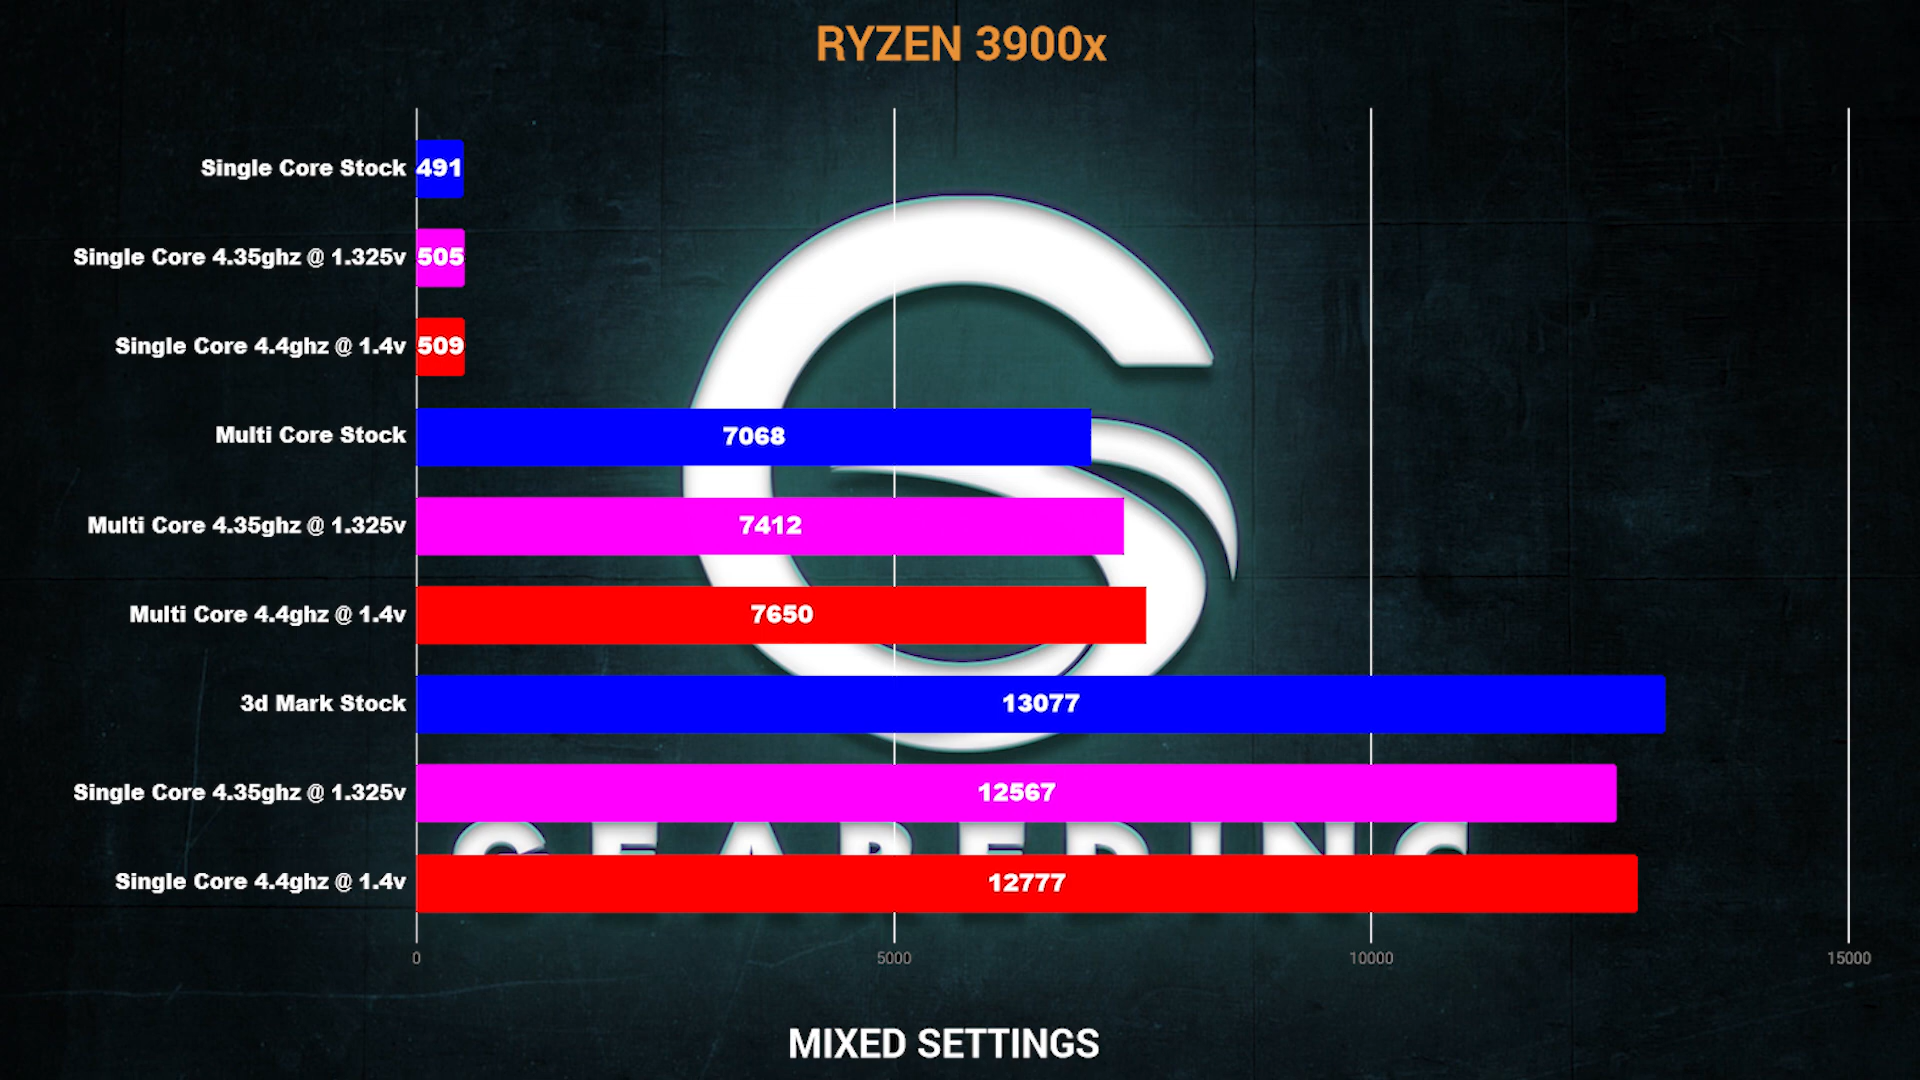 RYZEN 3900x
Single Core Stock 491
Single Core 4.35ghz @ 1.325v 505
Single Core 4.4ghz @ 1.4v 509
Multi Core Stock 7068
Multi Core 4.35ghz @ 1.325v 7412
Multi Core 4.4ghz @ 1.4v 7650
3d Mark Stock 13077
Single Core 4.35ghz @ 1.325v 12567
GEAREDINC
Single Core 4.4ghz @ 1.4v 12777
0 5000 10000 15000
MIXED SETTINGS